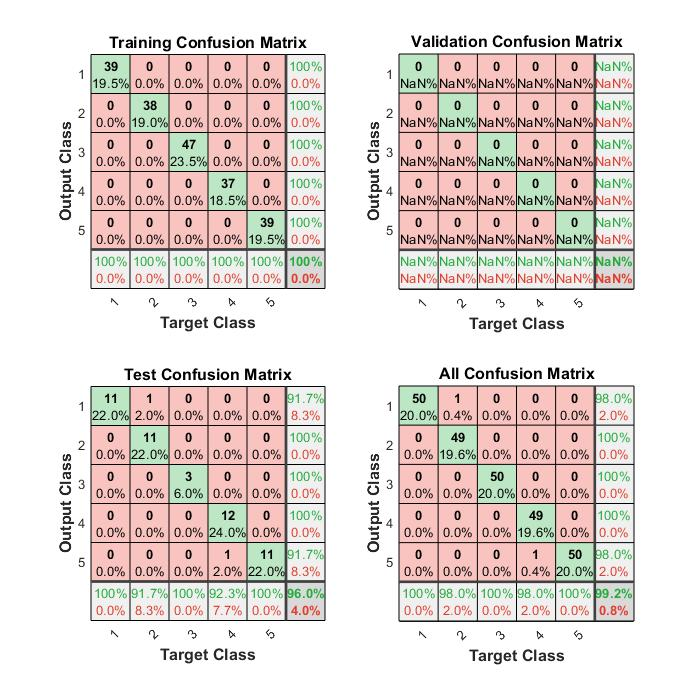 Training Confusion Matrix
Output Class
1 39 0 0 0 0 100%
19.5% 0.0% 0.0% 0.0% 0.0% 0.0%
2 0 38 0 0 0 100%
0.0% 19.0% 0.0% 0.0% 0.0% 0.0%
3 0 0 47 0 0 100%
0.0% 0.0% 23.5% 0.0% 0.0% 0.0%
4 0 0 0 37 0 100%
0.0% 0.0% 0.0% 18.5% 0.0% 0.0%
5 0 0 0 0 39 100%
0.0% 0.0% 0.0% 0.0% 19.5% 0.0%
100% 100% 100% 100% 100% 100%
0.0% 0.0% 0.0% 0.0% 0.0% 0.0%
1 2 3 4 5
Target Class
Validation Confusion Matrix
Output Class
1 0 0 0 0 0 NaN%
NaN% NaN% NaN% NaN% NaN% NaN%
2 0 0 0 0 0 NaN%
NaN% NaN% NaN% NaN% NaN% NaN%
3 0 0 0 0 0 NaN%
NaN% NaN% NaN% NaN% NaN% NaN%
4 0 0 0 0 0 NaN%
NaN% NaN% NaN% NaN% NaN% NaN%
5 0 0 0 0 0 NaN%
NaN% NaN% NaN% NaN% NaN% NaN%
NaN% NaN% NaN% NaN% NaN% NaN%
NaN% NaN% NaN% NaN% NaN% NaN%
1 2 3 4 5
Target Class
Test Confusion Matrix
Output Class
1 11 1 0 0 0 91.7%
22.0% 2.0% 0.0% 0.0% 0.0% 8.3%
2 0 11 0 0 0 100%
0.0% 22.0% 0.0% 0.0% 0.0% 0.0%
3 0 0 3 0 0 100%
0.0% 0.0% 6.0% 0.0% 0.0% 0.0%
4 0 0 0 12 0 100%
0.0% 0.0% 0.0% 24.0% 0.0% 0.0%
5 0 0 0 1 11 91.7%
0.0% 0.0% 0.0% 2.0% 22.0% 8.3%
100% 91.7% 100% 92.3% 100% 96.0%
0.0% 8.3% 0.0% 7.7% 0.0% 4.0%
1 2 3 4 5
Target Class
All Confusion Matrix
Output Class
1 50 1 0 0 0 98.0%
20.0% 0.4% 0.0% 0.0% 0.0% 2.0%
2 0 49 0 0 0 100%
0.0% 19.6% 0.0% 0.0% 0.0% 0.0%
3 0 0 50 0 0 100%
0.0% 0.0% 20.0% 0.0% 0.0% 0.0%
4 0 0 0 49 0 100%
0.0% 0.0% 0.0% 19.6% 0.0% 0.0%
5 0 0 0 1 50 98.0%
0.0% 0.0% 0.0% 0.4% 20.0% 2.0%
100% 98.0% 100% 98.0% 100% 99.2%
0.0% 2.0% 0.0% 2.0% 0.0% 0.8%
1 2 3 4 5
Target Class